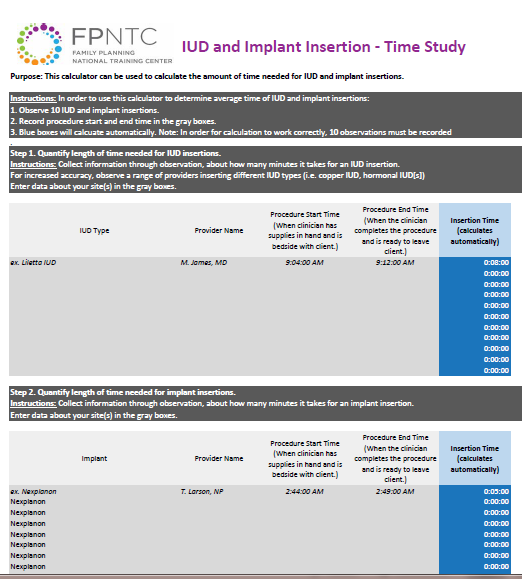 FPNTC
FAMILY PLANNING
NATIONAL TRAINING CENTER
IUD and Implant Insertion - Time Study
Purpose: This calculator can be used to calculate the amount of time needed for IUD and implant insertions.
Instructions: In order to use this calculator to determine average time of IUD and implant insertions:
1. Observe 10 IUD and implant insertions.
2. Record procedure start and end time in the gray boxes.
3. Blue boxes will calcuate automatically. Note: In order for calculation to work correctly, 10 observations must be recorded
Step 1. Quantify length of time needed for IUD insertions.
Instructions: Collect information through observation, about how many minutes it takes for an IUD insertion.
For increased accuracy, observe a range of providers inserting different IUD types (i.e. copper IUD, hormonal IUD[s])
Enter data about your site(s) in the gray boxes.
IUD Type
Provider Name
Procedure Start Time
(When clinician has
supplies in hand and is
bedside with client.)
Procedure End Time
(When the clinician
completes the procedure
and is ready to leave
client.)
Insertion Time
(calculates
automatically)
ex. Liletta IUD M. James, MD 9:04:00 AM 9:12:00 AM 0:08:00
0:00:00
0:00:00
0:00:00
0:00:00
0:00:00
0:00:00
0:00:00
0:00:00
0:00:00
0:00:00
Step 2. Quantify length of time needed for implant insertions.
Instructions: Collect information through observation, about how many minutes it takes for an implant insertion.
Enter data about your site(s) in the gray boxes.
Implant
Provider Name
Procedure Start Time
(When clinician has
supplies in hand and is
bedside with client.)
Procedure End Time
(When the clinician
completes the procedure
and is ready to leave
client.)
Insertion Time
(calculates
automatically)
ex. Nexplanon T. Larson, NP 2:44:00 AM 2:49:00 AM 0:05:00
Nexplanon 0:00:00
Nexplanon 0:00:00
Nexplanon 0:00:00
Nexplanon 0:00:00
Nexplanon 0:00:00
Nexplanon 0:00:00
Nexplanon 0:00:00